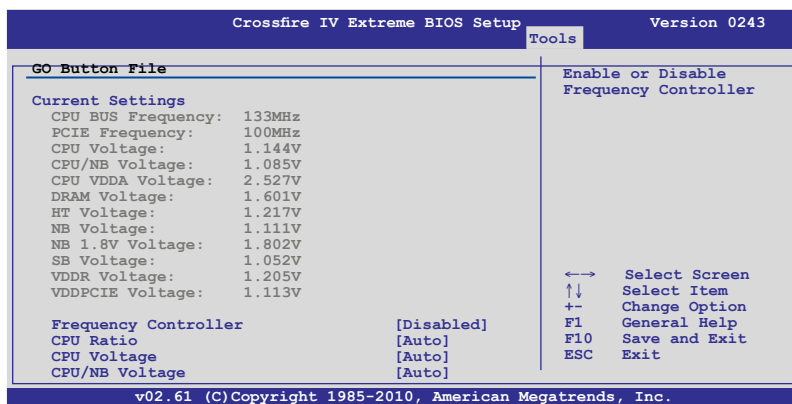 Crossfire IV Extreme BIOS Setup Version 0243
Tools
GO Button File
Current Settings
CPU BUS Frequency: 133MHz
PCIE Frequency: 100MHz
CPU Voltage: 1.144V
CPU/NB Voltage: 1.085V
CPU VDDA Voltage: 2.527V
DRAM Voltage: 1.601V
HT Voltage: 1.217V
NB Voltage: 1.111V
NB 1.8V Voltage: 1.802V
SB Voltage: 1.052V
VDDR Voltage: 1.205V
VDDPCIE Voltage: 1.113V
Frequency Controller [Disabled]
CPU Ratio [Auto]
CPU Voltage [Auto]
CPU/NB Voltage [Auto]
Enable or Disable
Frequency Controller
←→ Select Screen
↑↓ Select Item
+- Change Option
F1 General Help
F10 Save and Exit
ESC Exit
v02.61 (C)Copyright 1985-2010, American Megatrends, Inc.